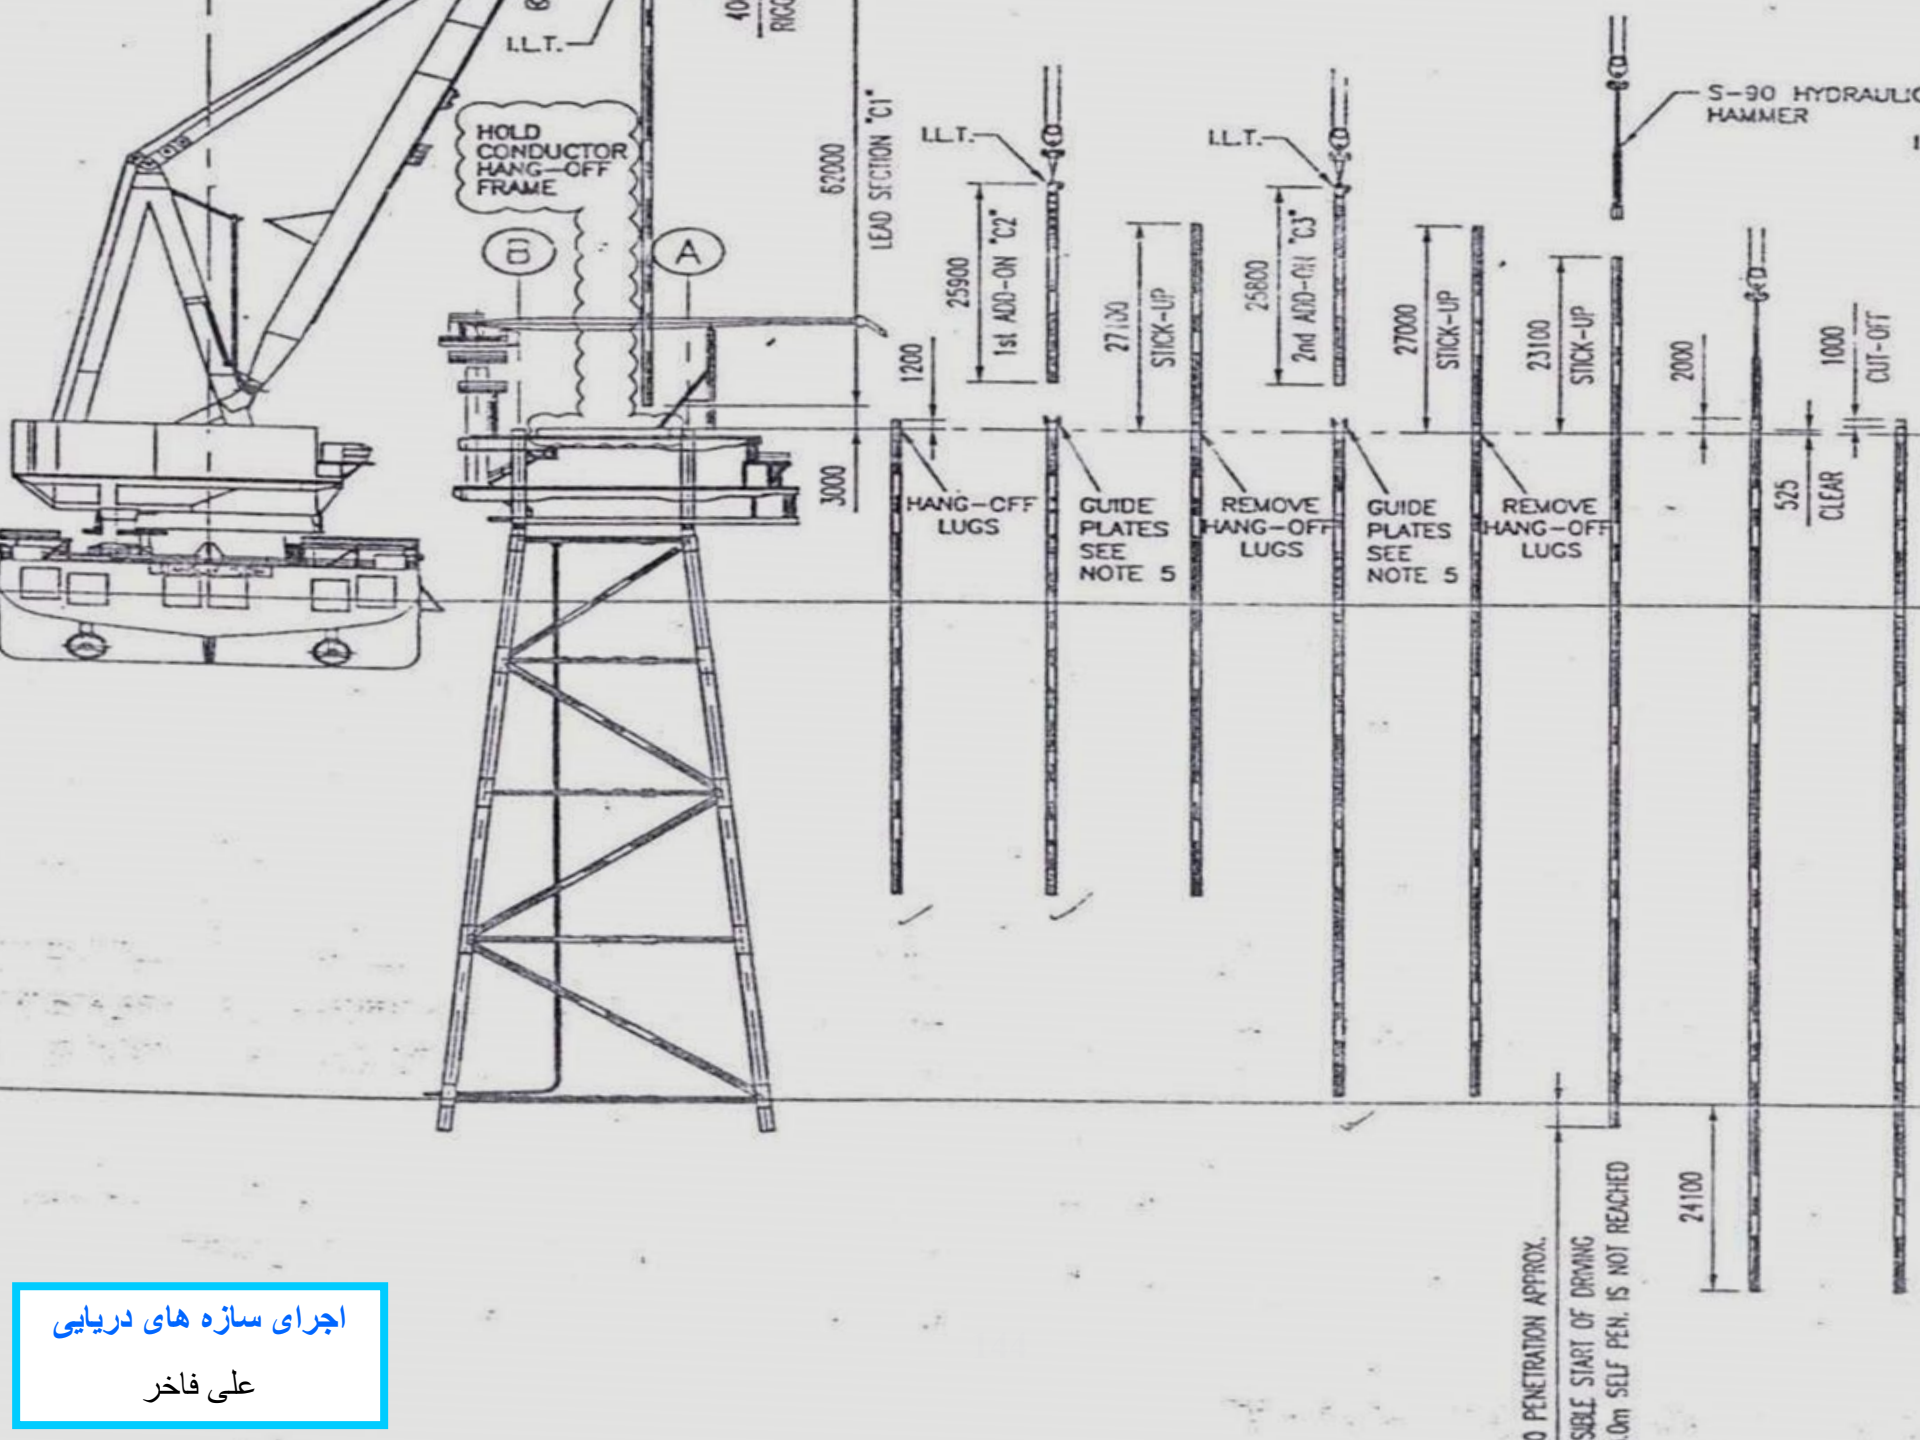 I.L.T.
HOLD
CONDUCTOR
HANG-OFF
FRAME
B
A
62000
LEAD SECTION "C1"
3000
1200
HANG-OFF
LUGS
I.L.T.
25900
1st ADD-ON "C2"
GUIDE
PLATES
SEE
NOTE 5
27100
STICK-UP
REMOVE
HANG-OFF
LUGS
I.L.T.
25800
2nd ADD-ON "C3"
GUIDE
PLATES
SEE
NOTE 5
27000
STICK-UP
REMOVE
HANG-OFF
LUGS
23100
STICK-UP
S-90 HYDRAULIC
HAMMER
2000
525
CLEAR
1000
CUT-OFF
PENETRATION APPROX.
START OF DRIVING
SELF PEN. IS NOT REACHED
24100
اجرای سازه های دریایی
علی فاخر